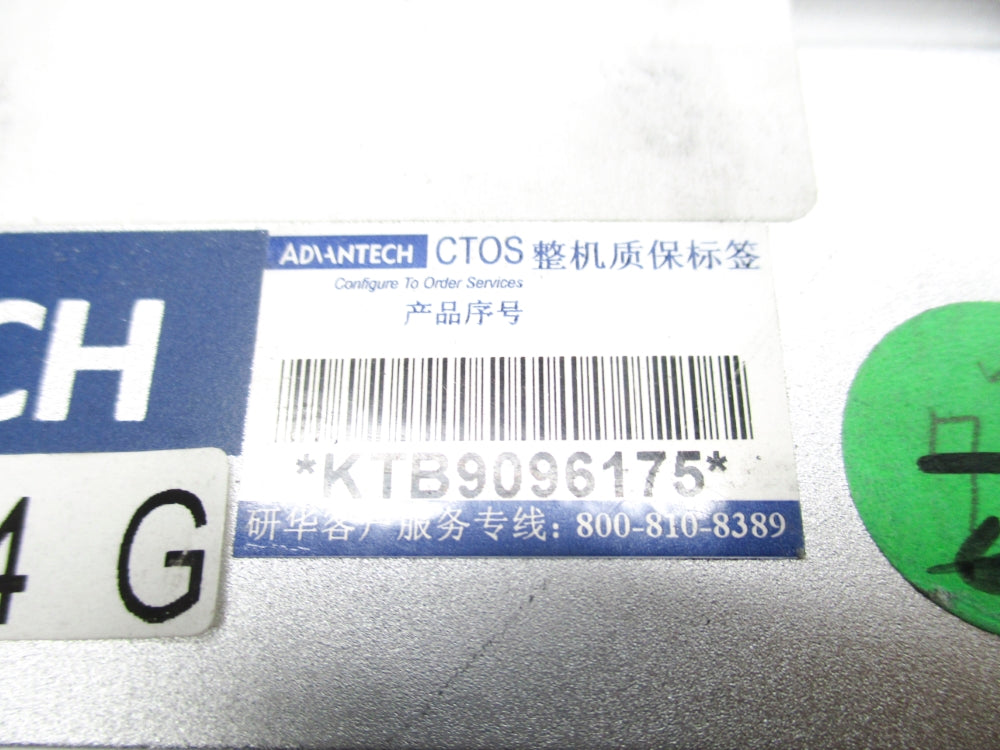 ADVANTECH CTOS 整机质保标签
Configure To Order Services
产品序号
CH
*KTB9096175*
4 G
研华客户服务专线：800-810-8389